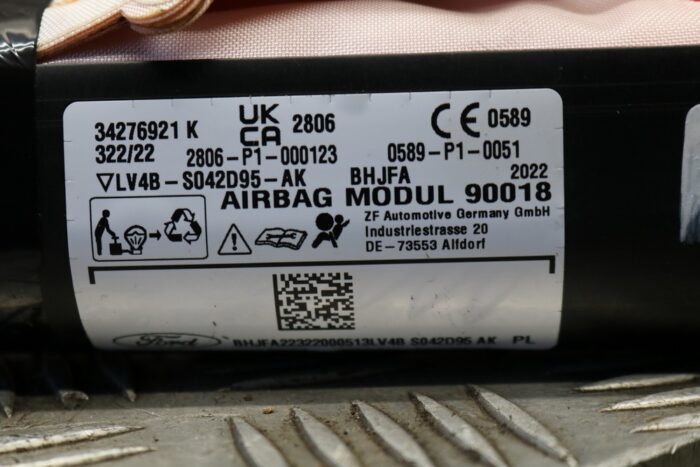 34276921 K
UK
CA
2806
CE 0589
322/22
2806-P1-000123
0589-P1-0051
▽LV4B-S042D95-AK
BHJFA
2022
AIRBAG MODUL 90018
ZF Automotive Germany GmbH
Industriestrasse 20
DE-73553 Alfdorf
Ford
BHJFA22322000513LV4B S042D95 AK PL